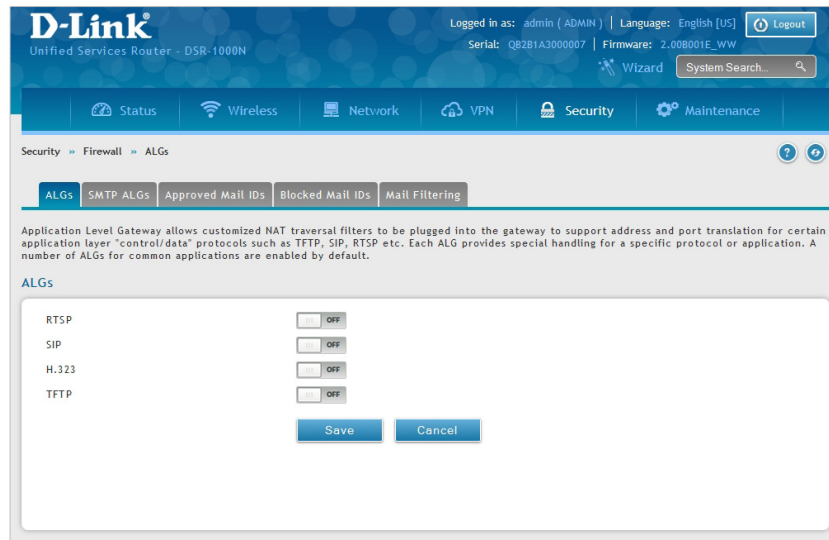 D-Link®
Unified Services Router - DSR-1000N
Logged in as: admin ( ADMIN ) | Language: English [US]
Logout
Serial: QB2B1A3000007 | Firmware: 2.00B001E_WW
Wizard
System Search...
Status
Wireless
Network
VPN
Security
Maintenance
Security » Firewall » ALGs
?
ALGs
SMTP ALGs
Approved Mail IDs
Blocked Mail IDs
Mail Filtering
Application Level Gateway allows customized NAT traversal filters to be plugged into the gateway to support address and port translation for certain
application layer "control/data" protocols such as TFTP, SIP, RTSP etc. Each ALG provides special handling for a specific protocol or application. A
number of ALGs for common applications are enabled by default.
ALGs
RTSP OFF
SIP OFF
H.323 OFF
TFTP OFF
Save
Cancel